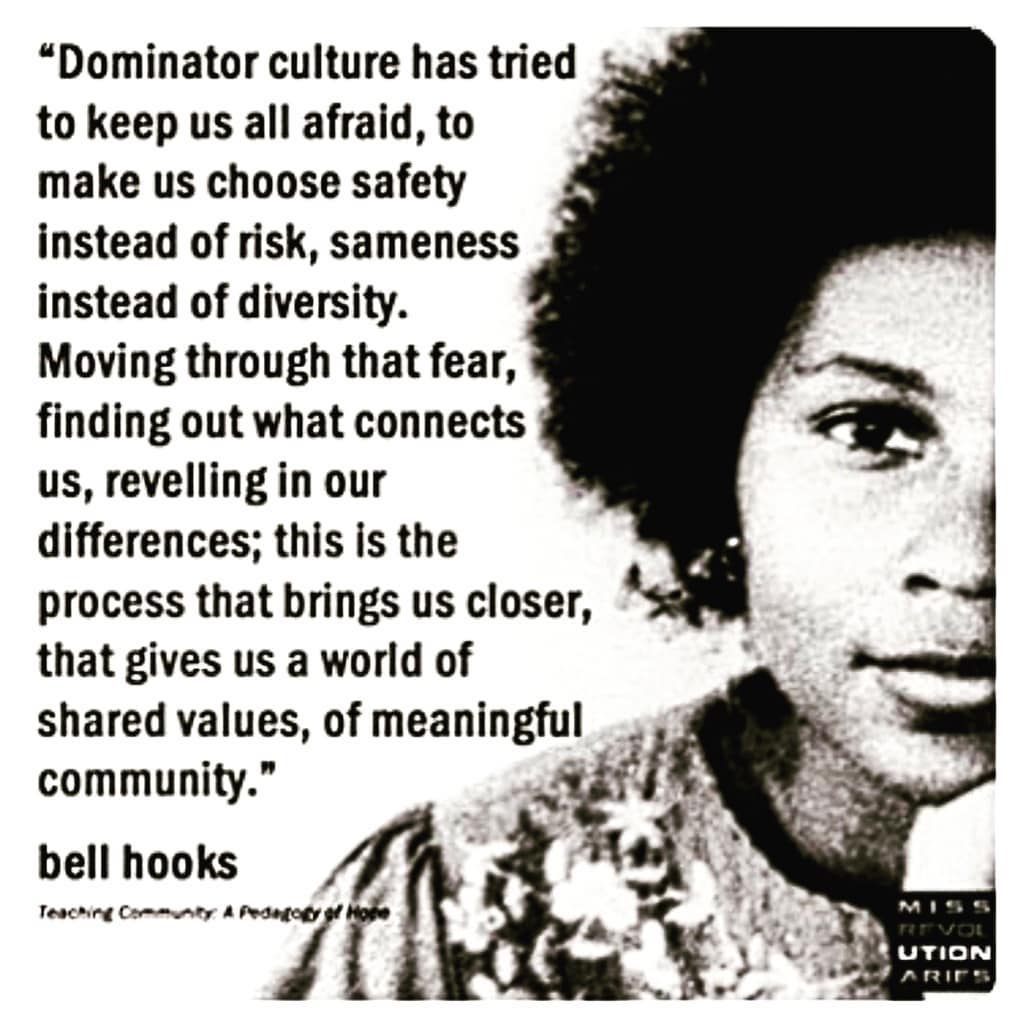 “Dominator culture has tried
to keep us all afraid, to
make us choose safety
instead of risk, sameness
instead of diversity.
Moving through that fear,
finding out what connects
us, revelling in our
differences; this is the
process that brings us closer,
that gives us a world of
shared values, of meaningful
community.”
bell hooks
Teaching Community: A Pedagogy of Hope
MISS
REVOL
UTION
ARIES